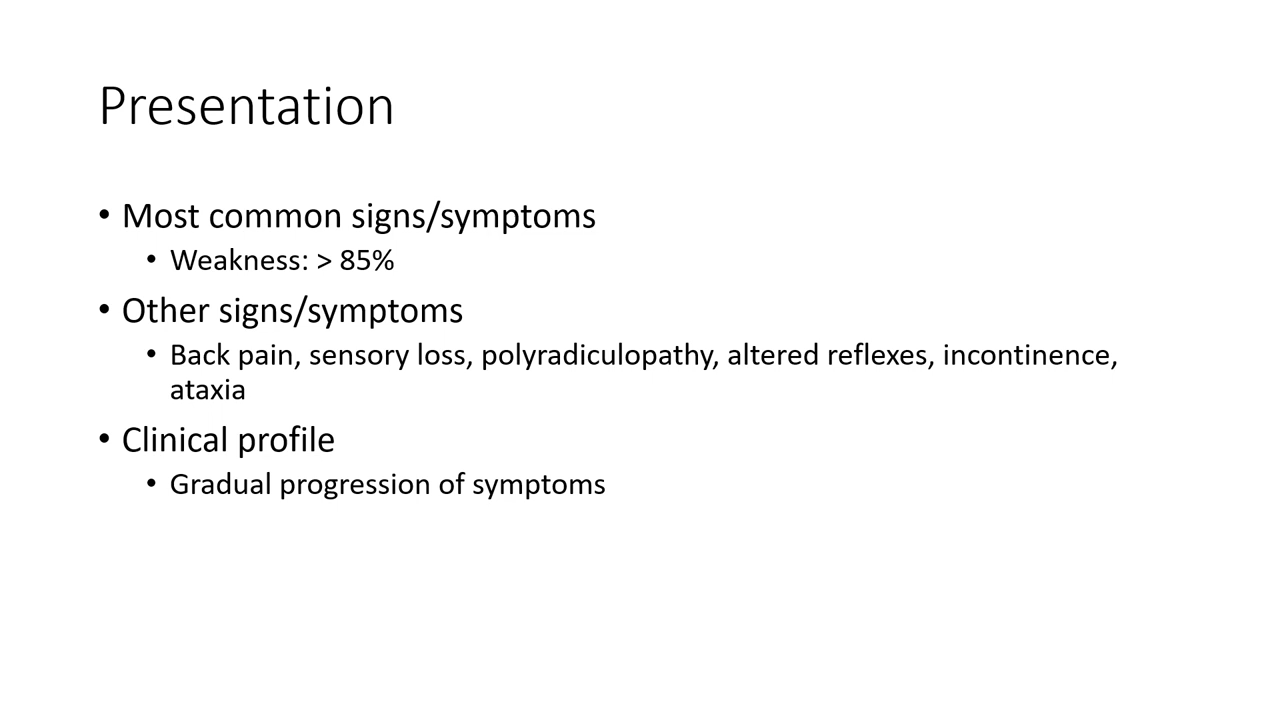 Presentation
• Most common signs/symptoms
• Weakness: > 85%
• Other signs/symptoms
• Back pain, sensory loss, polyradiculopathy, altered reflexes, incontinence,
ataxia
• Clinical profile
• Gradual progression of symptoms